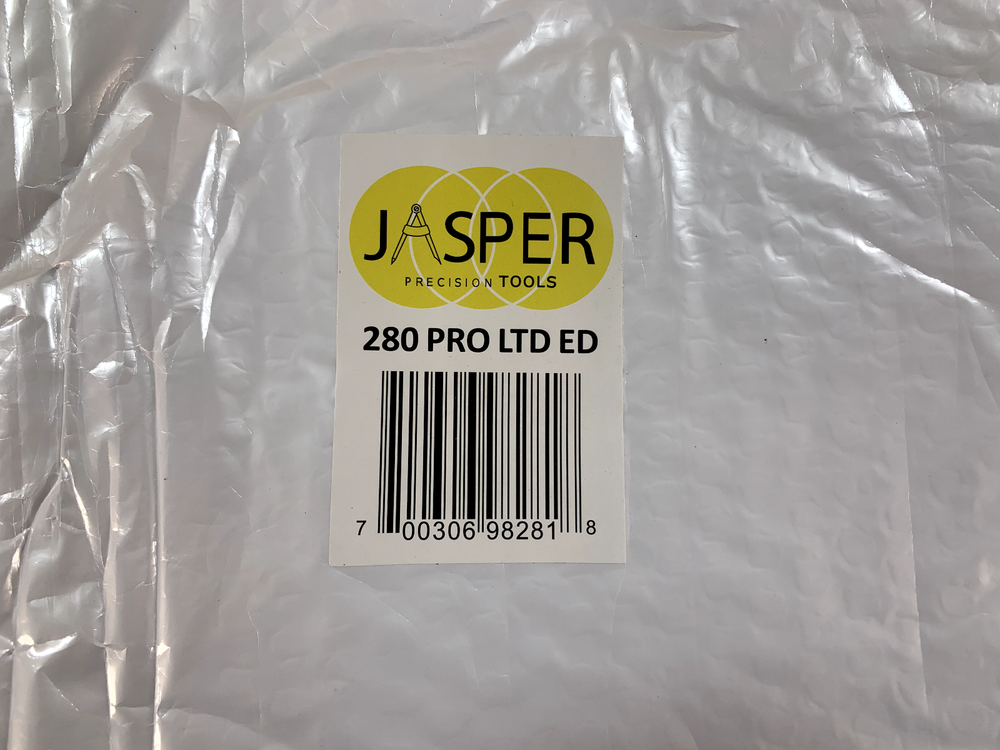 JASPER
PRECISION TOOLS
280 PRO LTD ED
7 00306 98281 8